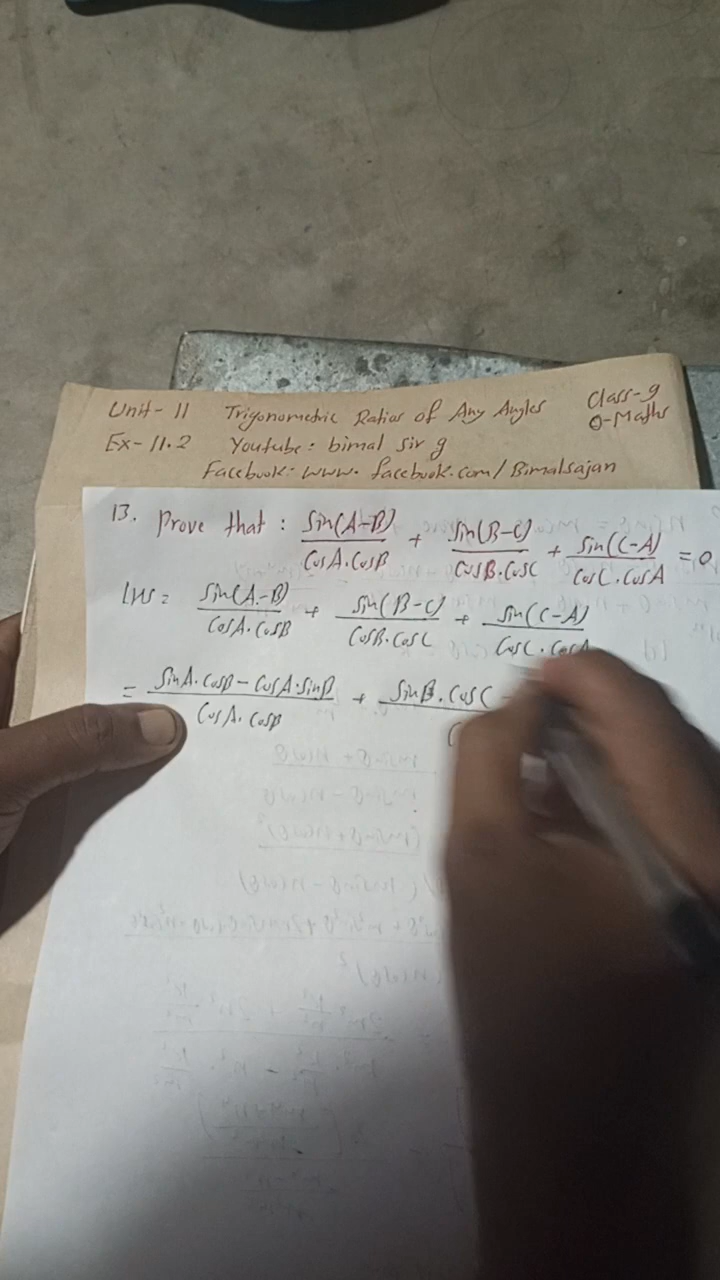 Unit- 11 Trigonometric Ratios of Any Angles Class-9
Ex- 11.2 Youtube: bimal sir g O-Maths
Facebook: www. facebook.com/Bimalsajan
13. Prove that : Sin(A-B)/CosA.CosB + Sin(B-C)/CosB.CosC + Sin(C-A)/CosC.CosA = 0
LHS = Sin(A-B)/CosA.CosB + Sin(B-C)/CosB.CosC + Sin(C-A)/CosC.CosA
= SinA.CosB-CosA.SinB/CosA.CosB + SinB.CosC